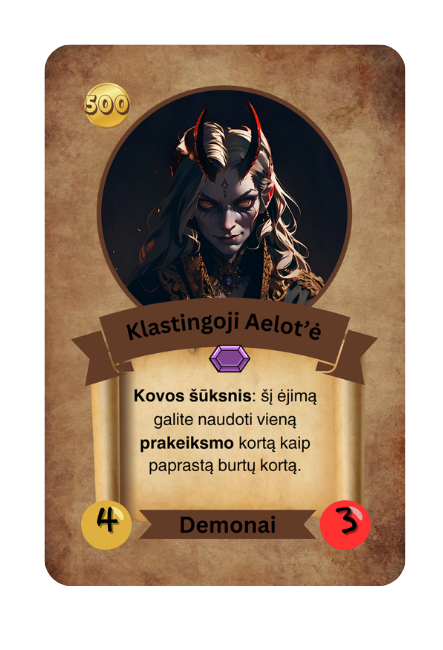 500
Klastingoji Aelot’ė
Kovos šūksnis: šį ėjimą
galite naudoti vieną
prakeiksmo kortą kaip
paprastą burtų kortą.
4
Demonai
3